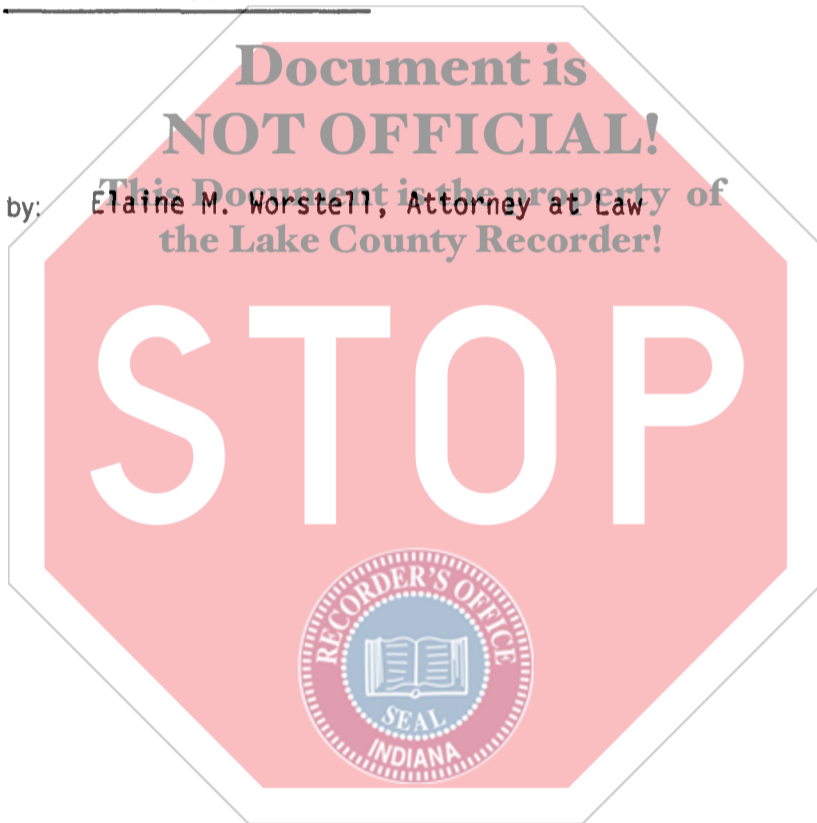 Document is
NOT OFFICIAL!
This Document is the property of
by: Elaine M. Worstell, Attorney at Law
the Lake County Recorder!
STOP
RECORDER'S OFFICE
SEAL
INDIANA